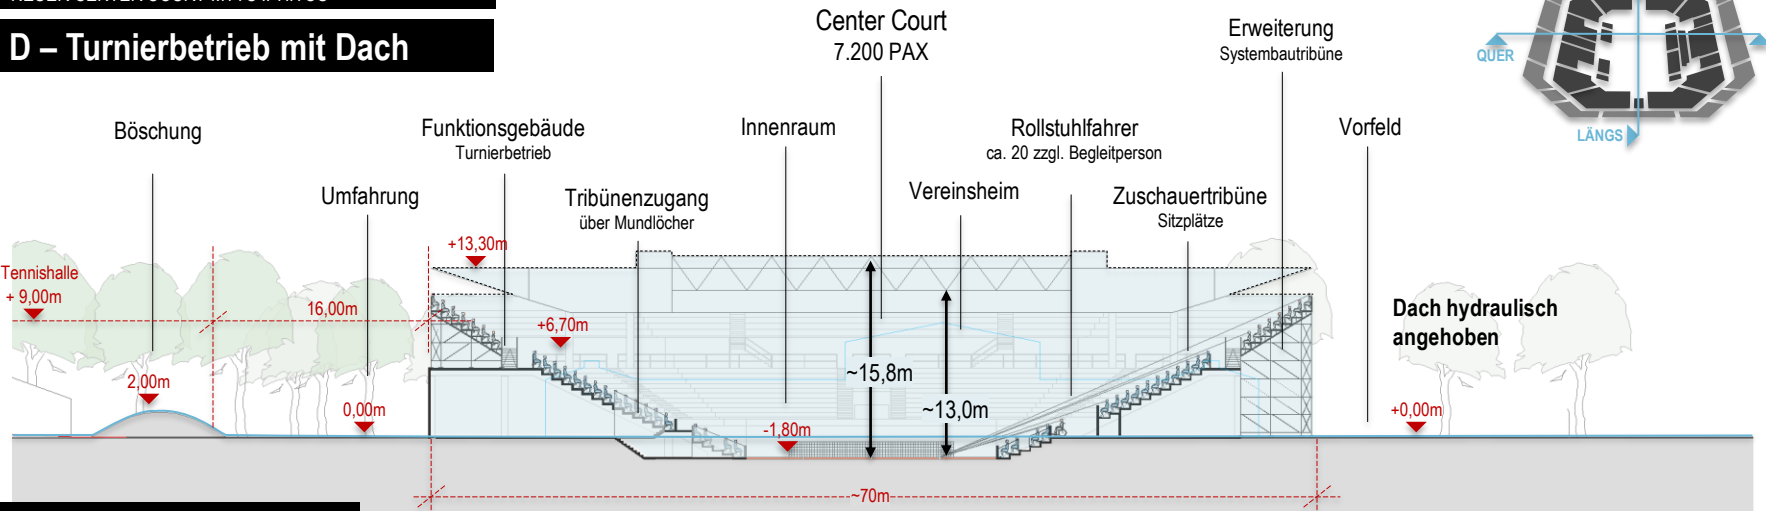 D – Turnierbetrieb mit Dach
Center Court
7.200 PAX
Erweiterung
Systembautribüne
QUER
LÄNGS
Böschung
Funktionsgebäude
Turnierbetrieb
Innenraum
Rollstuhlfahrer
ca. 20 zzgl. Begleitperson
Vorfeld
Umfahrung
Tribünenzugang
über Mundlöcher
Vereinsheim
Zuschauertribüne
Sitzplätze
+13,30m
Tennishalle
+ 9,00m
16,00m
+6,70m
Dach hydraulisch
angehoben
~15,8m
2,00m
0,00m
~13,0m
+0,00m
-1,80m
~70m